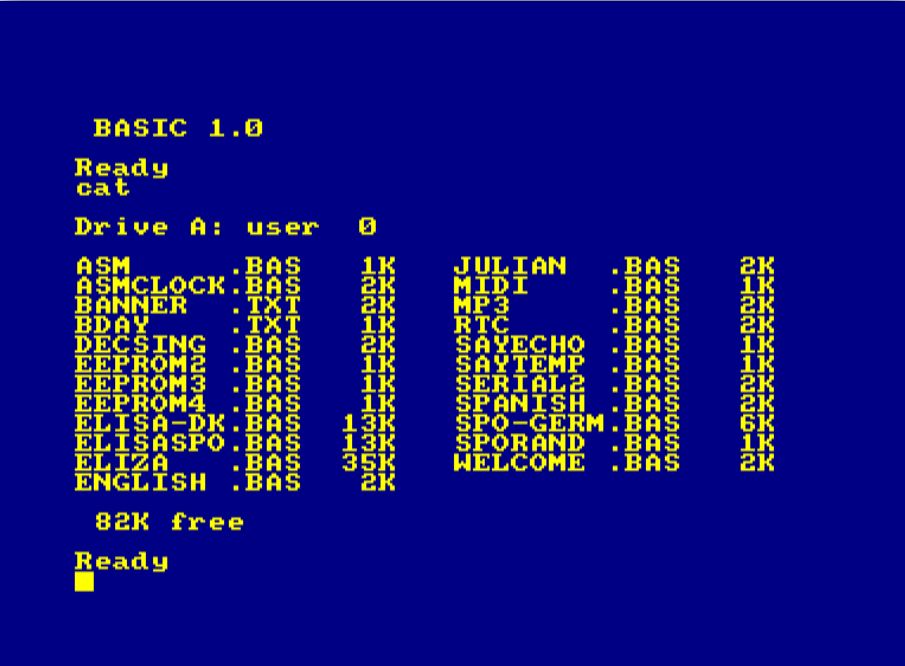 BASIC 1.0
Ready
cat
Drive A: user  0
ASM     .BAS   1K   JULIAN  .BAS   2K
ASMCLOCK.BAS   2K   MIDI    .BAS   1K
BANNER  .TXT   2K   MP3     .BAS   2K
BDAY    .TXT   1K   RTC     .BAS   2K
DECSING .BAS   2K   SAYECHO .BAS   1K
EEPROM2 .BAS   1K   SAYTEMP .BAS   1K
EEPROM3 .BAS   1K   SERIAL2 .BAS   2K
EEPROM4 .BAS   1K   SPANISH .BAS   2K
ELISA-DK.BAS  13K   SPO-GERM.BAS   6K
ELISASPO.BAS  13K   SPORAND .BAS   1K
ELIZA   .BAS  35K   WELCOME .BAS   2K
ENGLISH .BAS   2K
82K free
Ready